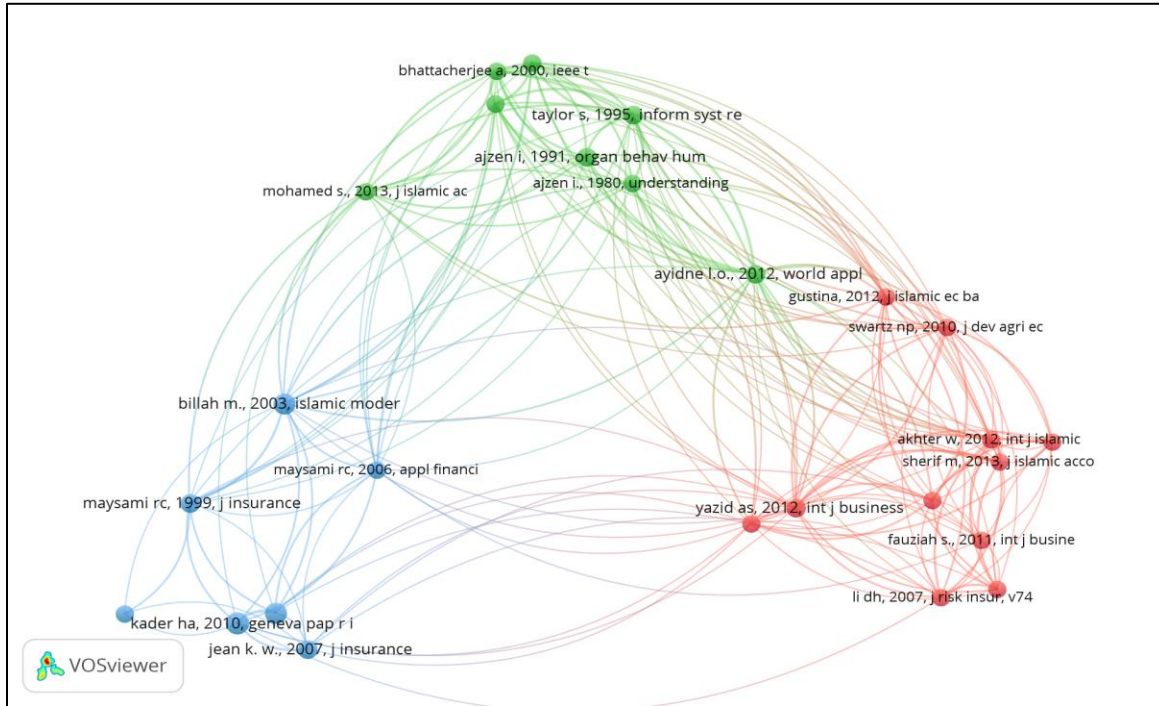 bhattacherjee a, 2000, ieee t
taylor s, 1995, inform syst re
ajzen i, 1991, organ behav hum
ajzen i., 1980, understanding
mohamed s., 2013, j islamic ac
ayidne l.o., 2012, world appl
gustina, 2012, j islamic ec ba
swartz np, 2010, j dev agri ec
billah m., 2003, islamic moder
akhter w, 2012, int j islamic
sherif m, 2013, j islamic acco
maysami rc, 2006, appl financi
maysami rc, 1999, j insurance
yazid as, 2012, int j business
fauziah s., 2011, int j busine
li dh, 2007, j risk insur, v74
kader ha, 2010, geneva pap r i
jean k. w., 2007, j insurance
VOSviewer